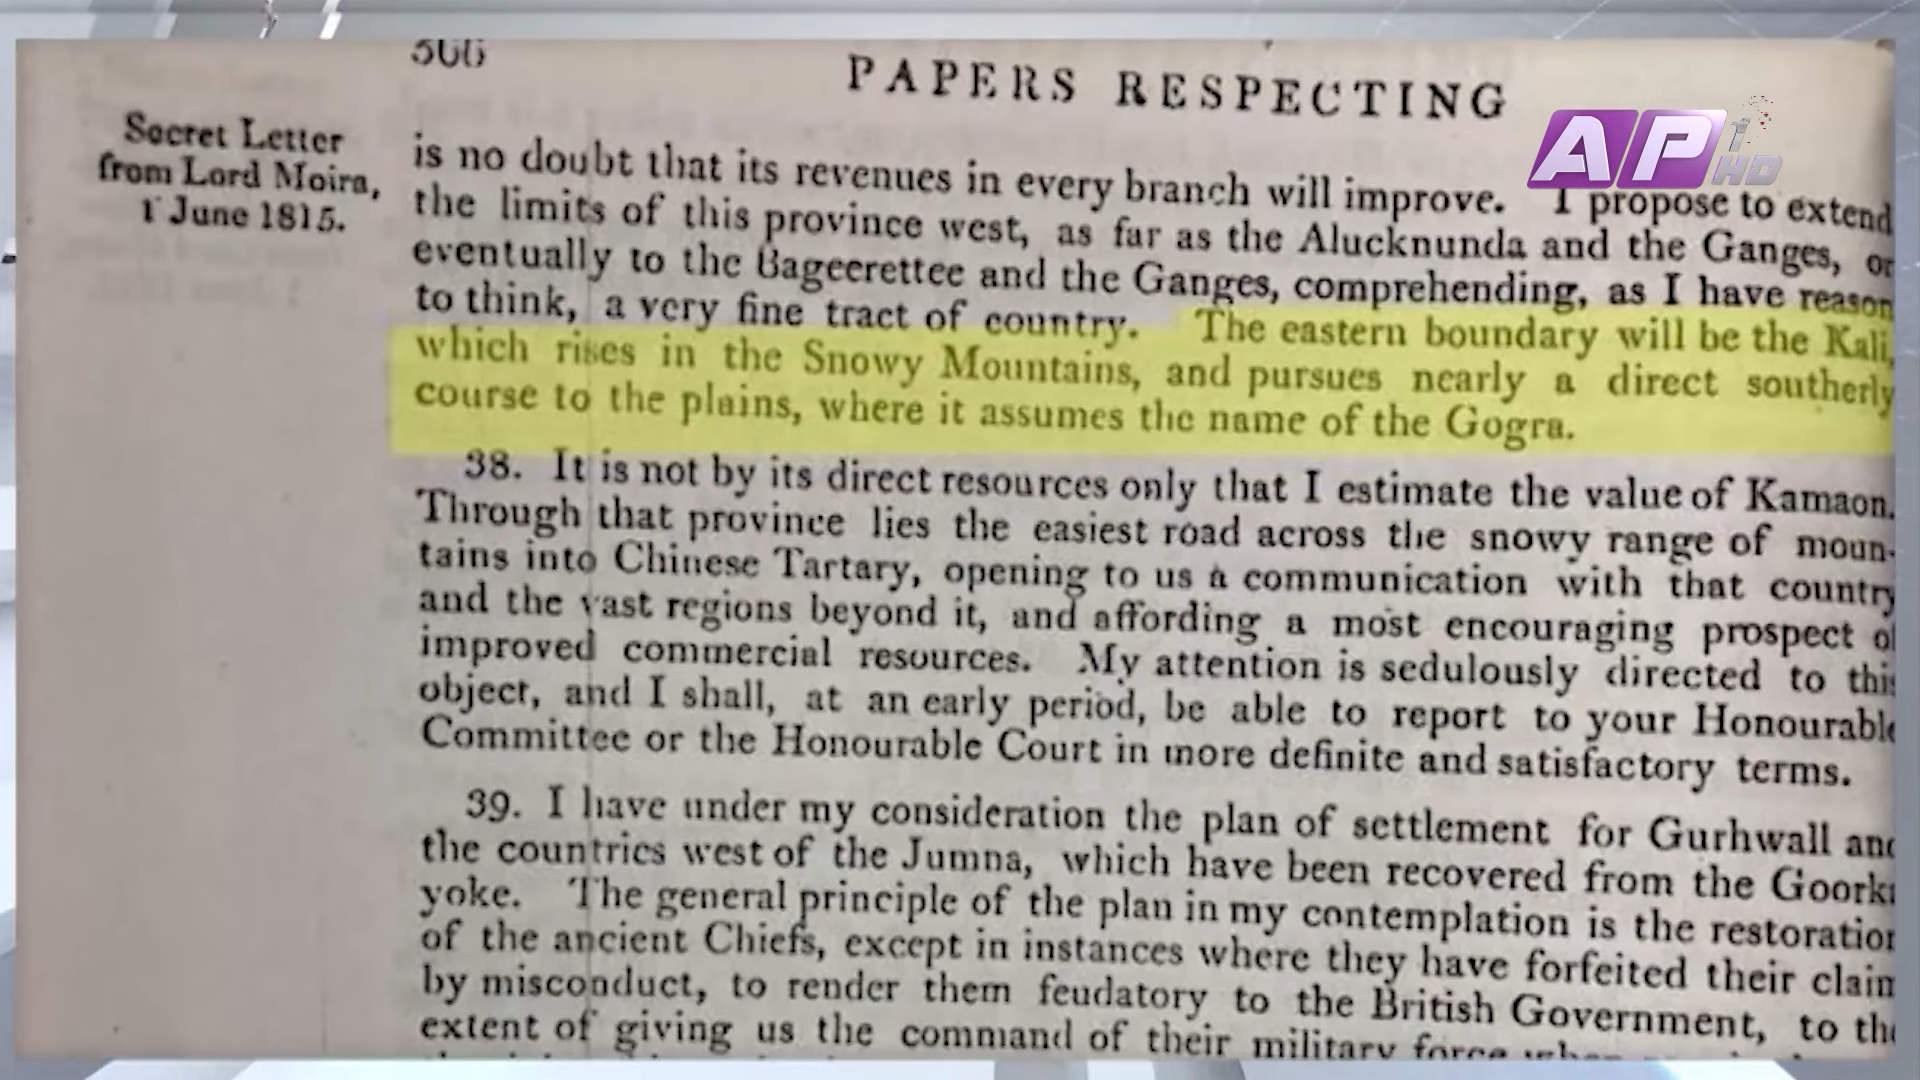 PAPERS RESPECTING
AP1 HD
Secret Letter
from Lord Moira,
1 June 1815.
is no doubt that its revenues in every branch will improve. I propose to extend
the limits of this province west, as far as the Alucknunda and the Ganges, or
eventually to the Bageerettee and the Ganges, comprehending, as I have reason
to think, a very fine tract of country. The eastern boundary will be the Kali,
which rises in the Snowy Mountains, and pursues nearly a direct southerly
course to the plains, where it assumes the name of the Gogra.
38. It is not by its direct resources only that I estimate the value of Kamaon.
Through that province lies the easiest road across the snowy range of moun-
tains into Chinese Tartary, opening to us a communication with that country
and the vast regions beyond it, and affording a most encouraging prospect of
improved commercial resources. My attention is sedulously directed to this
object, and I shall, at an early period, be able to report to your Honourable
Committee or the Honourable Court in more definite and satisfactory terms.
39. I have under my consideration the plan of settlement for Gurhwall and
the countries west of the Jumna, which have been recovered from the Goorka
yoke. The general principle of the plan in my contemplation is the restoration
of the ancient Chiefs, except in instances where they have forfeited their claim
by misconduct, to render them feudatory to the British Government, to the
extent of giving us the command of their military force when